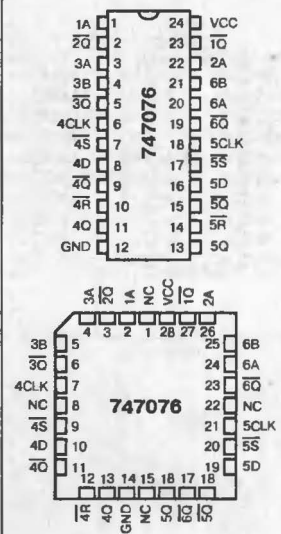 1A 1 24 VCC
2Q̅ 2 23 1Q̅
3A 3 22 2A
3B 4 21 6B
3Q̅ 5 20 6A
4CLK 6 19 6Q̅
4S̅ 7 18 5CLK
4D 8 17 5S̅
4Q̅ 9 16 5D
4R̅ 10 15 5Q̅
4Q 11 14 5R̅
GND 12 13 5Q
747076
3A 2Q̅ 1A NC VCC 1Q̅ 2A
4 3 2 1 28 27 26
3B 5 25 6B
3Q̅ 6 24 6A
4CLK 7 23 6Q̅
NC 8 747076 22 NC
4S̅ 9 21 5CLK
4D 10 20 5S̅
4Q̅ 11 19 5D
12 13 14 15 18 17 18
4R̅ 4Q GND NC 5Q 6Q̅ 5Q̅